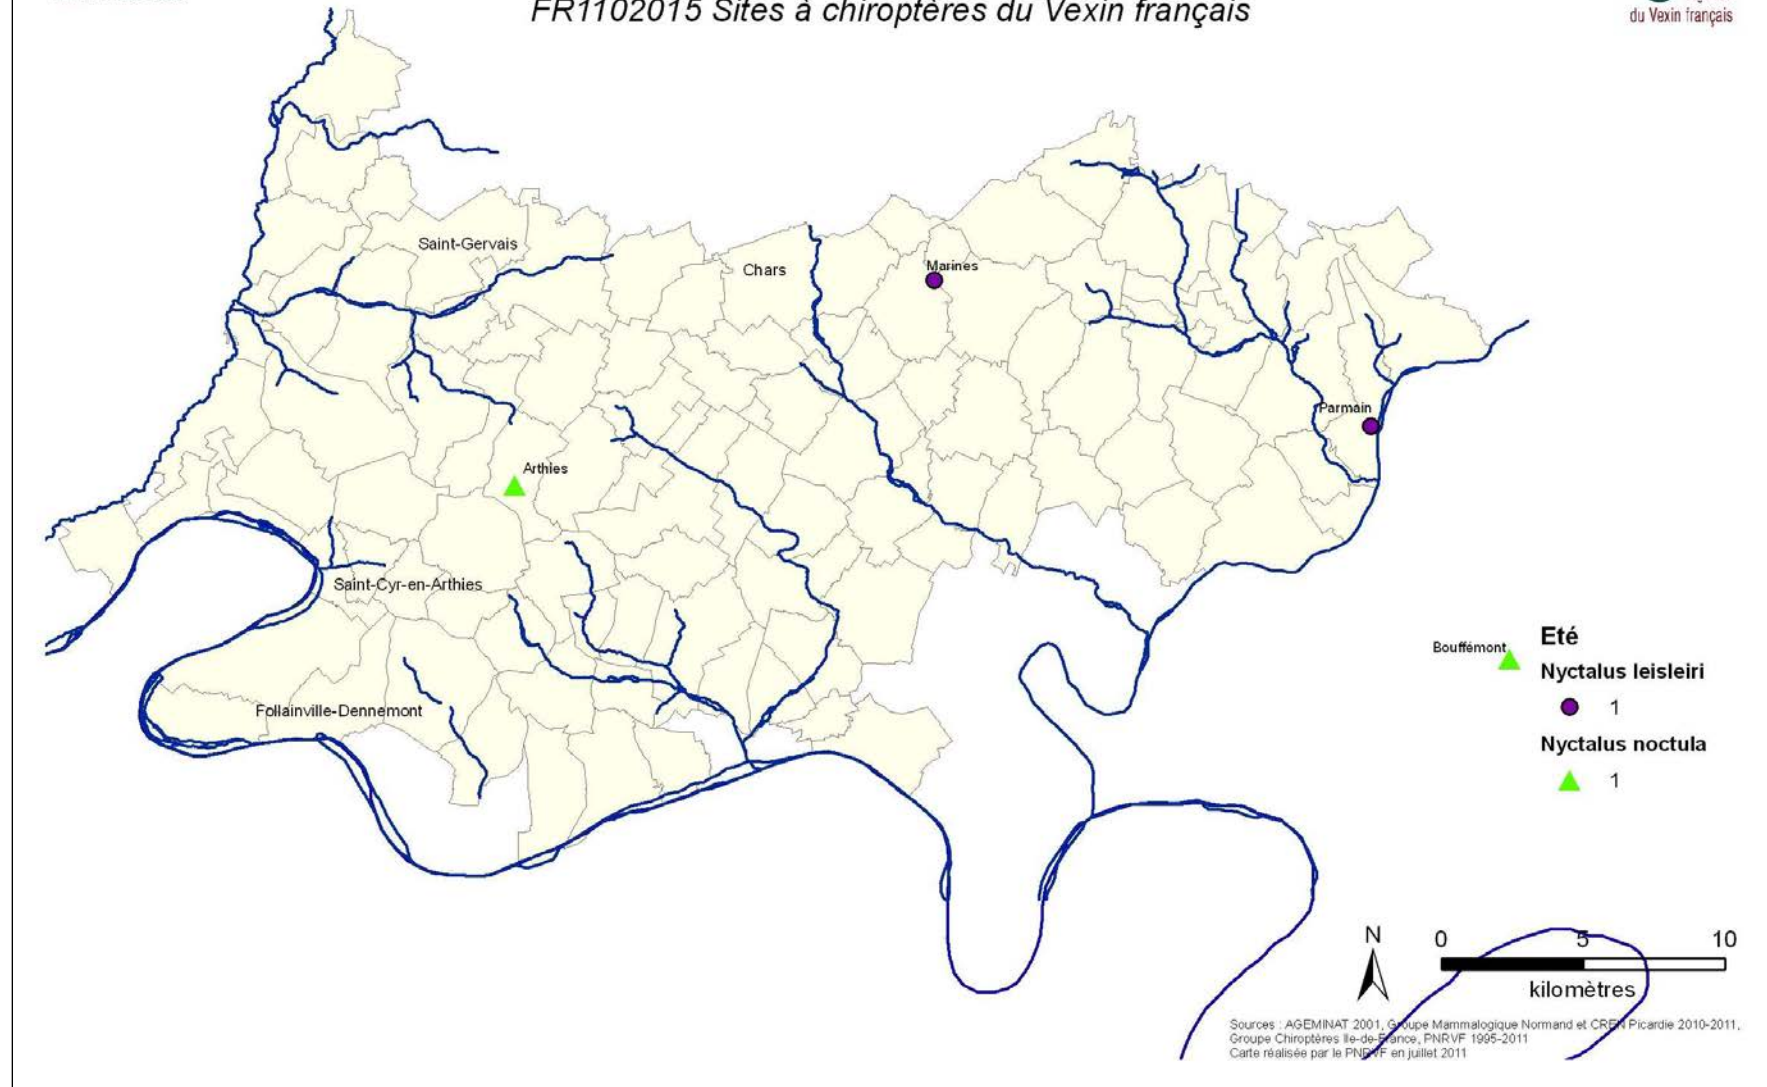 FR1102015 Sites à chiroptères du Vexin français
du Vexin français
Saint-Gervais
Chars
Marines
Parmain
Arthies
Saint-Cyr-en-Arthies
Bouffémont
Follainville-Dennemont
Eté
Nyctalus leisleiri
1
Nyctalus noctula
1
N
0 5 10
kilomètres
Sources : AGEMINAT 2001, Groupe Mammalogique Normand et CREN Picardie 2010-2011,
Groupe Chiroptères Ile-de-France, PNRVF 1995-2011
Carte réalisée par le PNRVF en juillet 2011